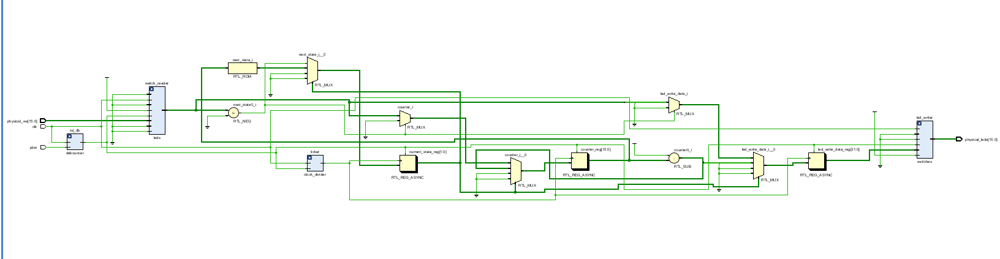 next_state_i__0
next_state_i
RTL_ROM
RTL_MUX
switch_reader
leds
next_state0_i
RTL_NEQ
led_write_data_i
RTL_MUX
counter_i
RTL_MUX
physical_sw[15:0]
clk
rst_db
debouncer
pbin
ticker
clock_divider
current_state_reg[1:0]
RTL_REG_ASYNC
counter_i__0
RTL_MUX
counter_reg[15:0]
RTL_REG_ASYNC
counter0_i
RTL_SUB
led_write_data_i__0
RTL_MUX
led_write_data_reg[31:0]
RTL_REG_ASYNC
led_writer
switches
physical_leds[15:0]